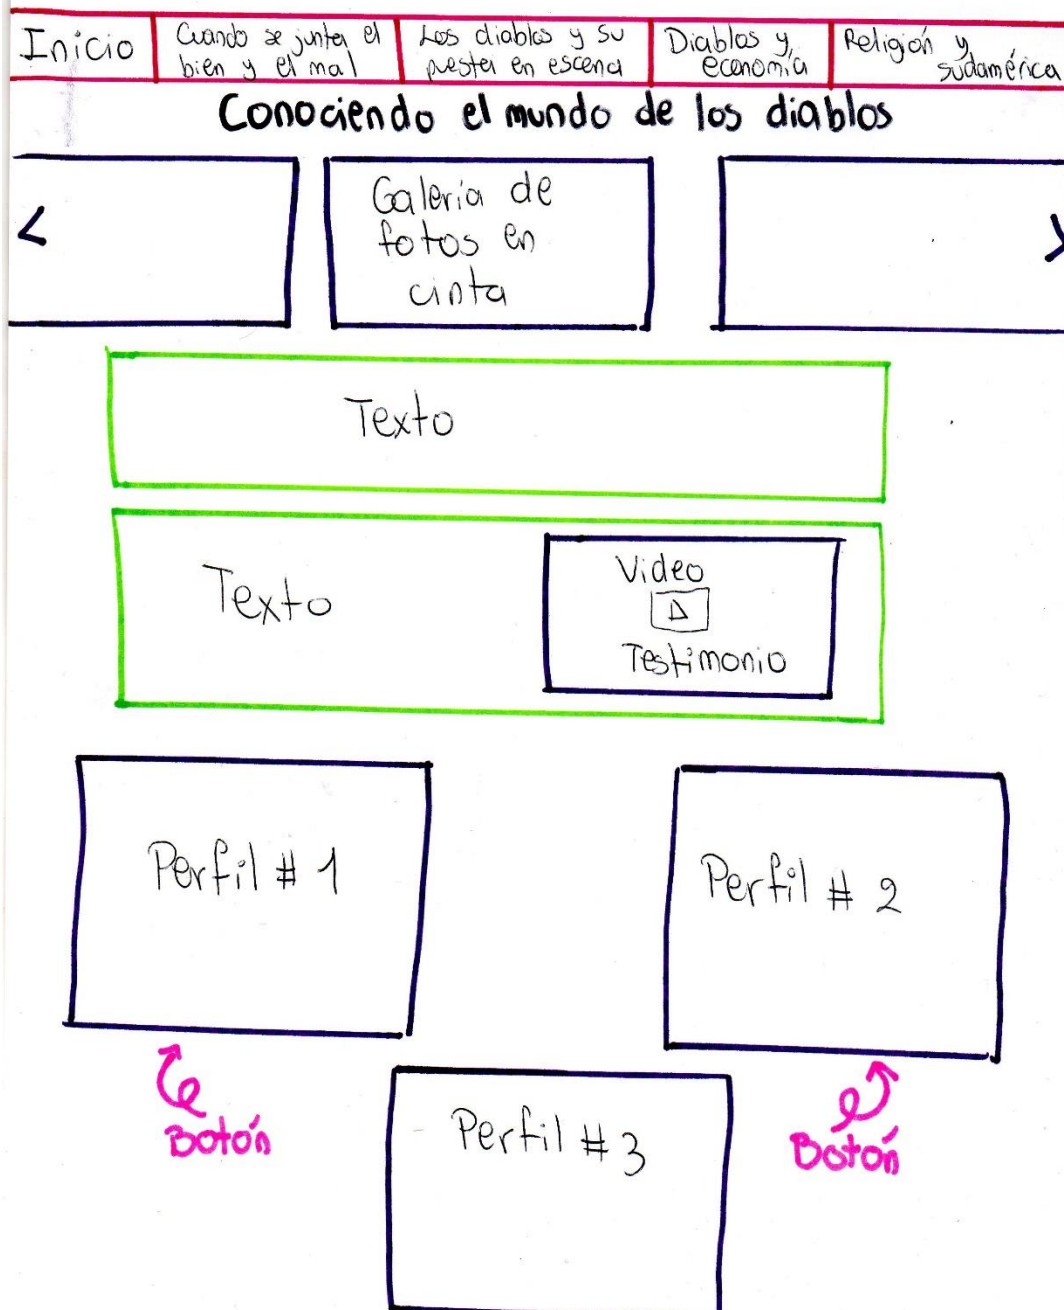 Inicio
Cuando se junta el
bien y el mal
Los diablos y su
puesta en escena
Diablos y
economía
Religión y
sudamérica
Conociendo el mundo de los diablos
<
Galería de
fotos en
cinta
>
Texto
Texto
Video
Testimonio
Perfil # 1
Perfil # 2
Botón
Botón
Perfil # 3